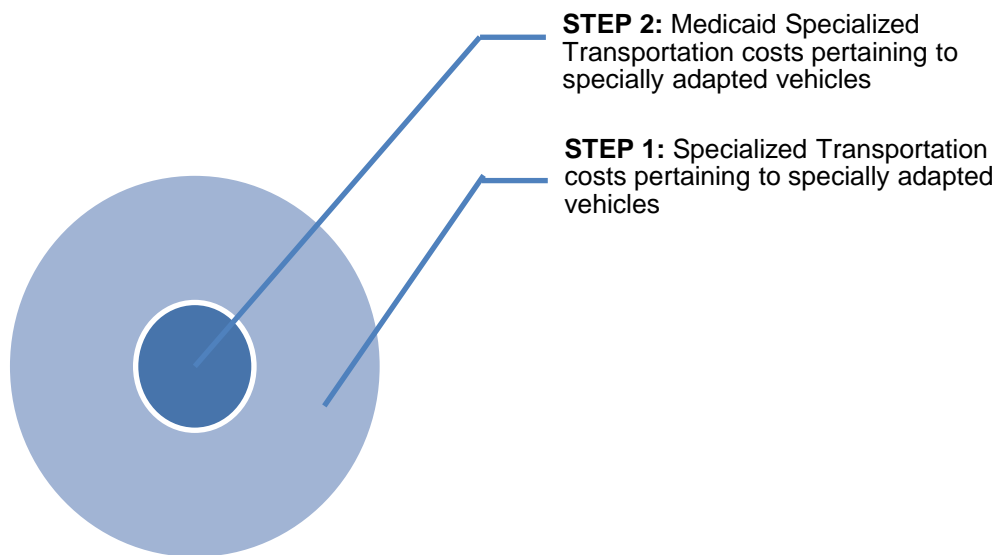 STEP 2: Medicaid Specialized
Transportation costs pertaining to
specially adapted vehicles
STEP 1: Specialized Transportation
costs pertaining to specially adapted
vehicles